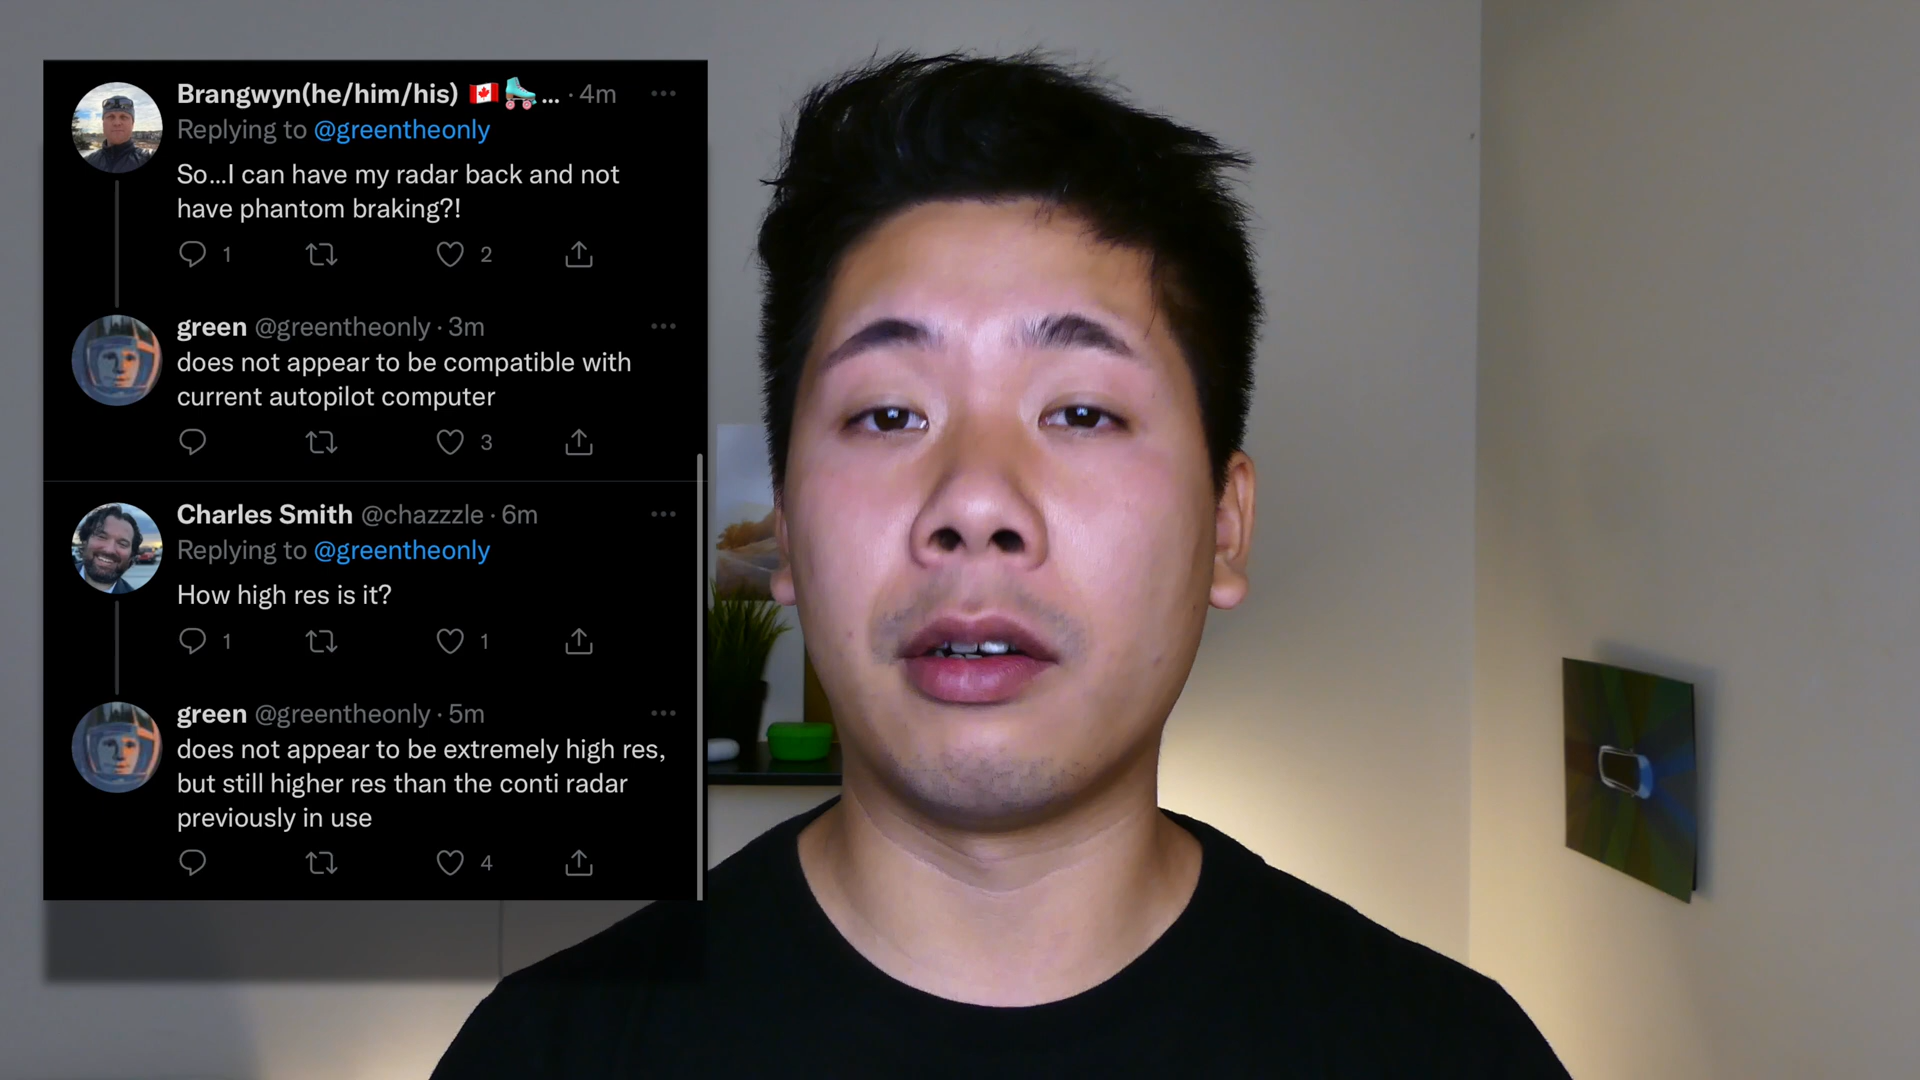 Brangwyn(he/him/his) 🇨🇦🛼... · 4m
Replying to @greentheonly
So...I can have my radar back and not
have phantom braking?!
1 2
green @greentheonly · 3m
does not appear to be compatible with
current autopilot computer
3
Charles Smith @chazzzle · 6m
Replying to @greentheonly
How high res is it?
1 1
green @greentheonly · 5m
does not appear to be extremely high res,
but still higher res than the conti radar
previously in use
4